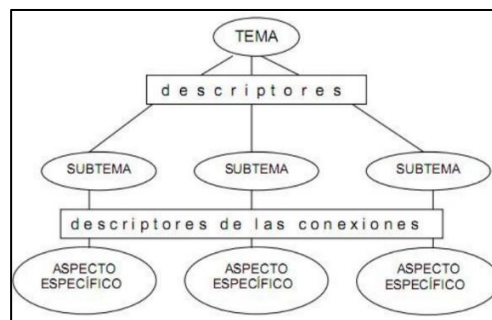 TEMA
descriptores
SUBTEMA SUBTEMA SUBTEMA
descriptores de las conexiones
ASPECTO ASPECTO ASPECTO
ESPECÍFICO ESPECÍFICO ESPECÍFICO